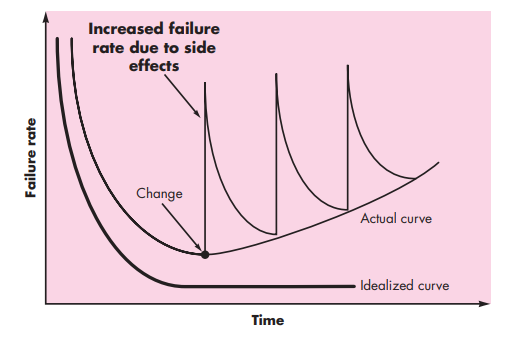 Increased failure
rate due to side
effects
Failure rate
Change
Actual curve
Idealized curve
Time